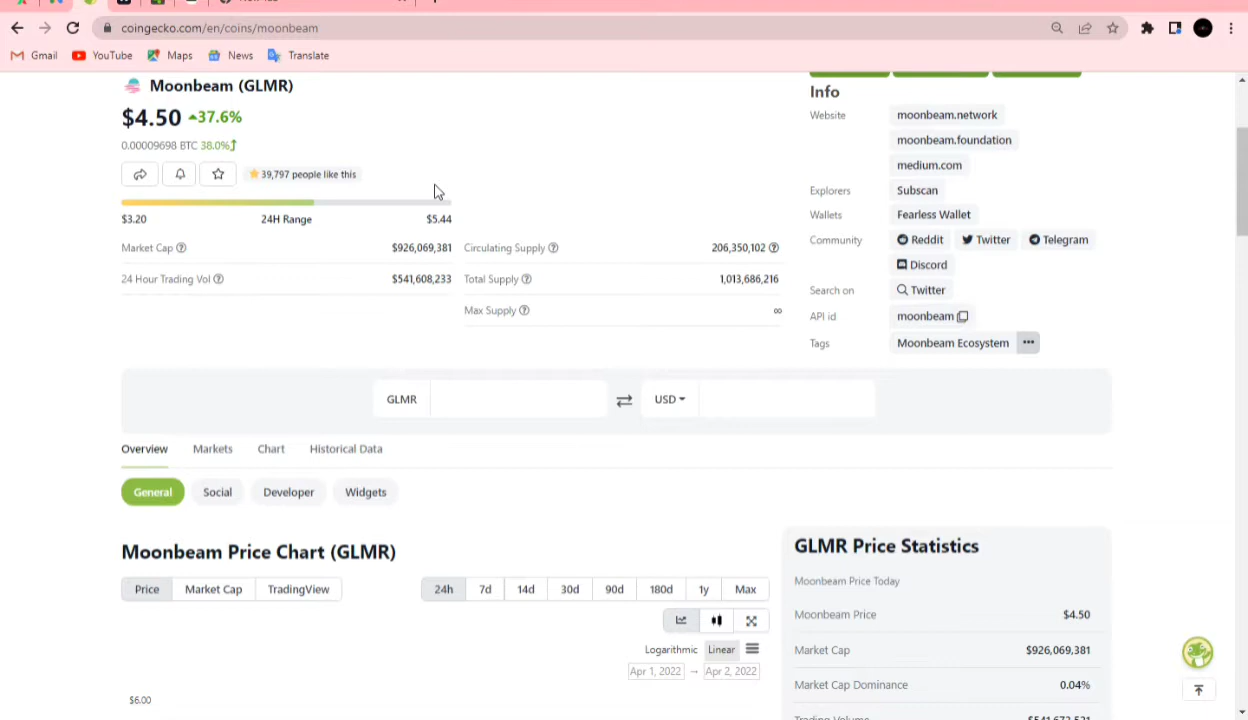 coingecko.com/en/coins/moonbeam
Gmail YouTube Maps News Translate
Moonbeam (GLMR)
$4.50 37.6%
0.00009698 BTC 38.0%
39,797 people like this
$3.20 24H Range $5.44
Market Cap $926,069,381
24 Hour Trading Vol $541,608,233
Circulating Supply 206,350,102
Total Supply 1,013,686,216
Max Supply ∞
Info
Website moonbeam.network
moonbeam.foundation
medium.com
Explorers Subscan
Wallets Fearless Wallet
Community Reddit Twitter Telegram
Discord
Search on Twitter
API id moonbeam
Tags Moonbeam Ecosystem
GLMR USD
Overview Markets Chart Historical Data
General Social Developer Widgets
Moonbeam Price Chart (GLMR)
Price Market Cap TradingView 24h 7d 14d 30d 90d 180d 1y Max
Logarithmic Linear
Apr 1, 2022 → Apr 2, 2022
$6.00
GLMR Price Statistics
Moonbeam Price Today
Moonbeam Price $4.50
Market Cap $926,069,381
Market Cap Dominance 0.04%